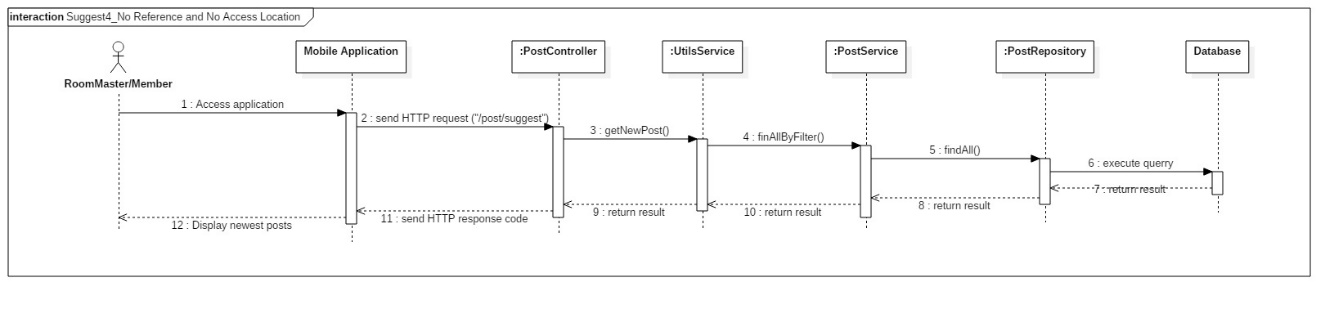 interaction Suggest4_No Reference and No Access Location
RoomMaster/Member
Mobile Application
:PostController
:UtilsService
:PostService
:PostRepository
Database
1 : Access application
2 : send HTTP request ("/post/suggest")
3 : getNewPost()
4 : finAllByFilter()
5 : findAll()
6 : execute querry
7 : return result
8 : return result
9 : return result
10 : return result
11 : send HTTP response code
12 : Display newest posts